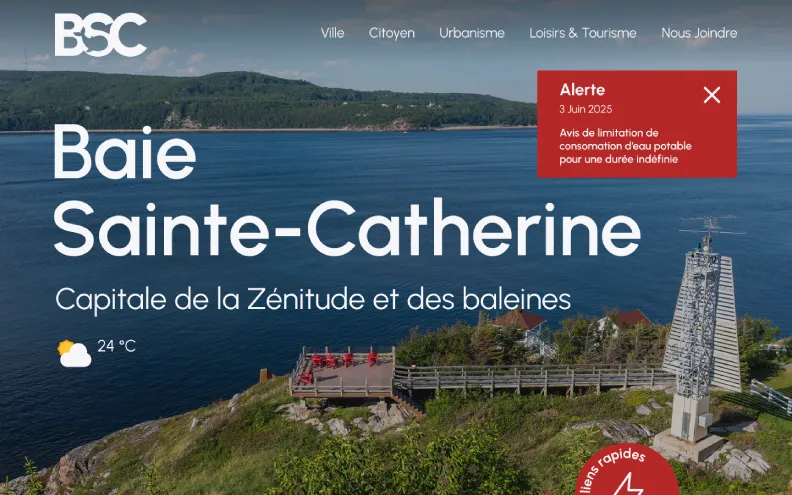 BSC
Ville
Citoyen
Urbanisme
Loisirs & Tourisme
Nous Joindre
Alerte
3 Juin 2025
Avis de limitation de
consomation d'eau potable
pour une durée indéfinie
Baie
Sainte-Catherine
Capitale de la Zénitude et des baleines
24 °C
liens rapides